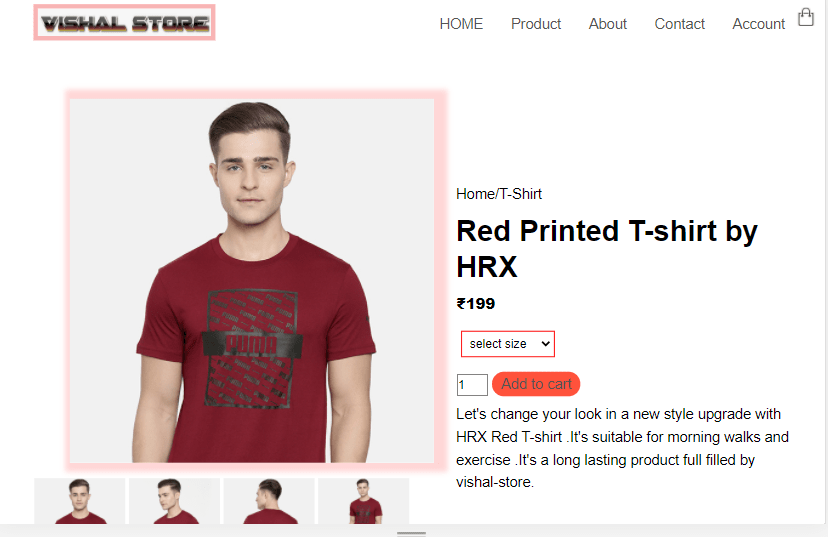 VISHAL STORE
HOME Product About Contact Account
Home/T-Shirt
Red Printed T-shirt by
HRX
₹199
select size
1 Add to cart
Let's change your look in a new style upgrade with
HRX Red T-shirt .It's suitable for morning walks and
exercise .It's a long lasting product full filled by
vishal-store.
PUMA